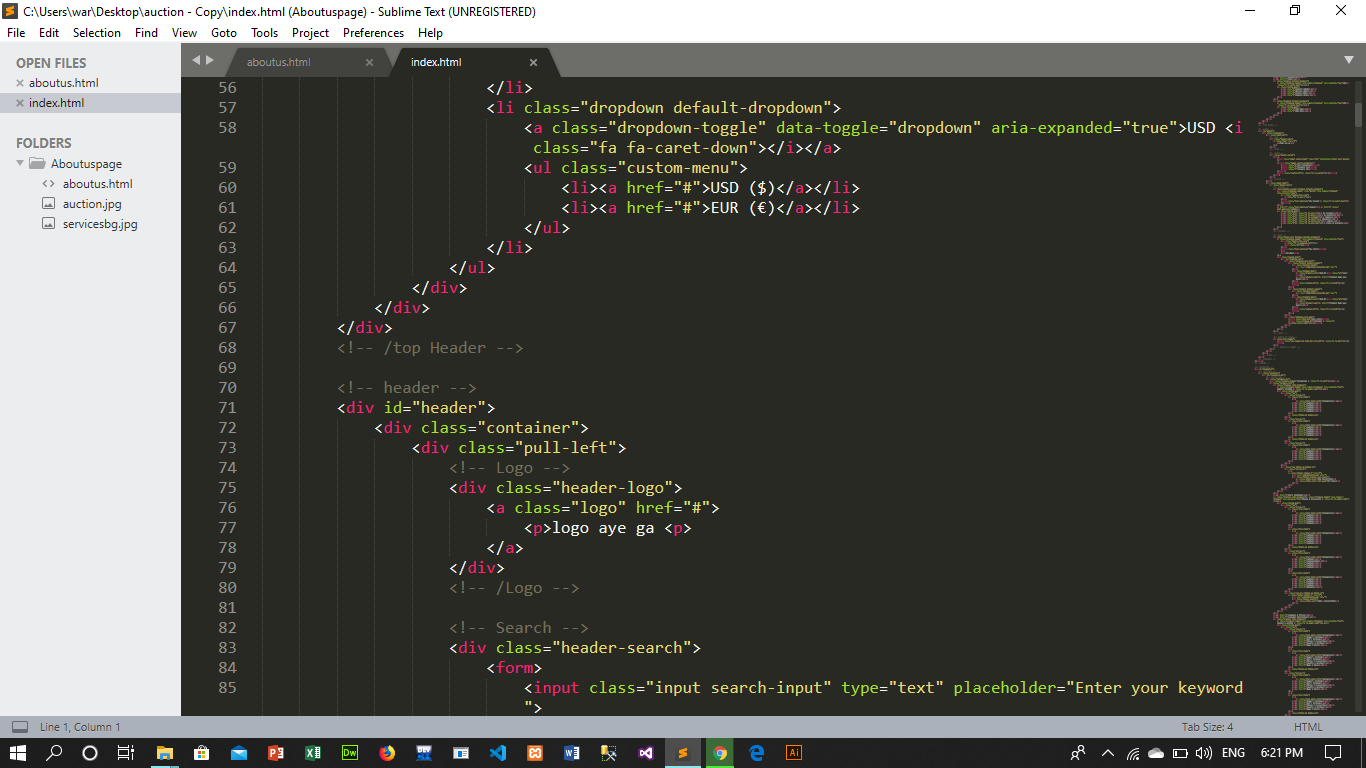 C:\Users\war\Desktop\auction - Copy\index.html (Aboutuspage) - Sublime Text (UNREGISTERED)
File Edit Selection Find View Goto Tools Project Preferences Help
OPEN FILES
aboutus.html
index.html
FOLDERS
Aboutuspage
aboutus.html
auction.jpg
servicesbg.jpg
aboutus.html
index.html
56 </li>
57 <li class="dropdown default-dropdown">
58 <a class="dropdown-toggle" data-toggle="dropdown" aria-expanded="true">USD <i
class="fa fa-caret-down"></i></a>
59 <ul class="custom-menu">
60 <li><a href="#">USD ($)</a></li>
61 <li><a href="#">EUR (€)</a></li>
62 </ul>
63 </li>
64 </ul>
65 </div>
66 </div>
67 </div>
68 <!-- /top Header -->
69
70 <!-- header -->
71 <div id="header">
72 <div class="container">
73 <div class="pull-left">
74 <!-- Logo -->
75 <div class="header-logo">
76 <a class="logo" href="#">
77 <p>logo aye ga <p>
78 </a>
79 </div>
80 <!-- /Logo -->
81
82 <!-- Search -->
83 <div class="header-search">
84 <form>
85 <input class="input search-input" type="text" placeholder="Enter your keyword
">
Line 1, Column 1
Tab Size: 4
HTML
Dw
Ai
ENG
6:21 PM